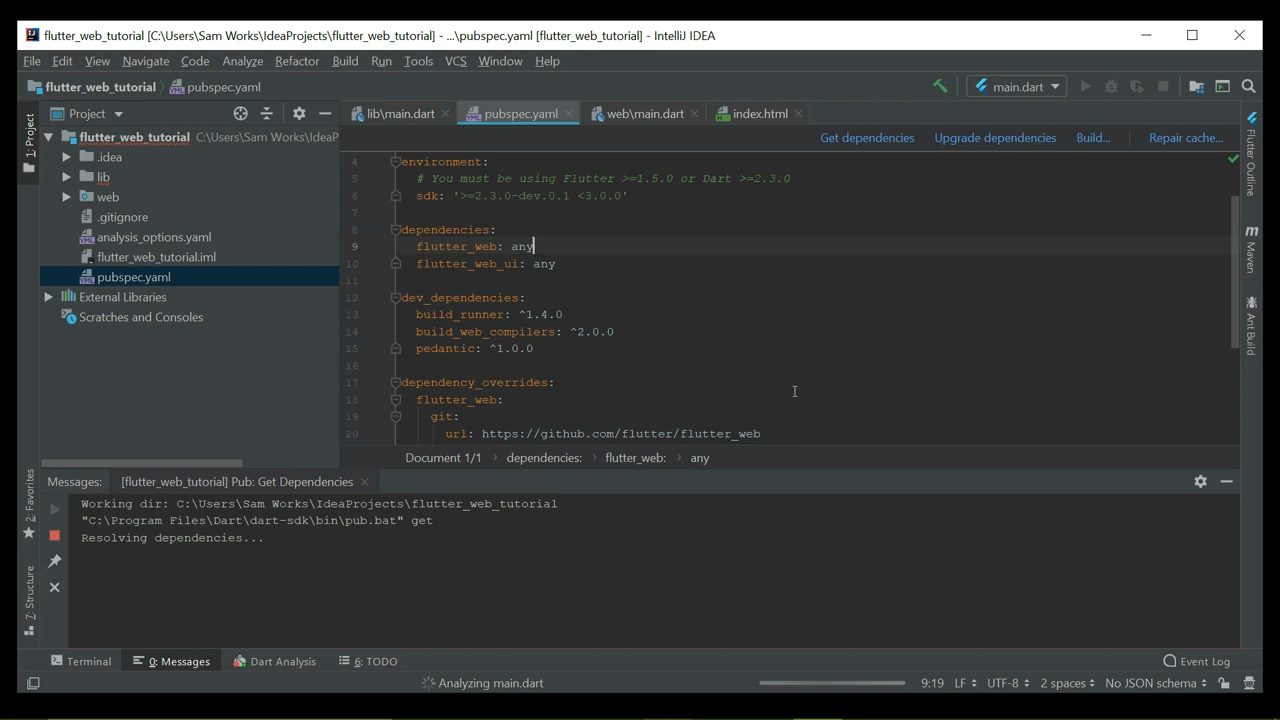 flutter_web_tutorial [C:\Users\Sam Works\IdeaProjects\flutter_web_tutorial] - ...\pubspec.yaml [flutter_web_tutorial] - IntelliJ IDEA
File Edit View Navigate Code Analyze Refactor Build Run Tools VCS Window Help
flutter_web_tutorial pubspec.yaml main.dart
Project lib\main.dart pubspec.yaml web\main.dart index.html
1: Project
flutter_web_tutorial C:\Users\Sam Works\IdeaP
.idea
lib
web
.gitignore
analysis_options.yaml
flutter_web_tutorial.iml
pubspec.yaml
External Libraries
Scratches and Consoles
Get dependencies Upgrade dependencies Build... Repair cache...
4 environment:
5 # You must be using Flutter >=1.5.0 or Dart >=2.3.0
6 sdk: '>=2.3.0-dev.0.1 <3.0.0'
7
8 dependencies:
9 flutter_web: any
10 flutter_web_ui: any
11
12 dev_dependencies:
13 build_runner: ^1.4.0
14 build_web_compilers: ^2.0.0
15 pedantic: ^1.0.0
16
17 dependency_overrides:
18 flutter_web:
19 git:
20 url: https://github.com/flutter/flutter_web
Document 1/1 dependencies: flutter_web: any
Flutter Outline
Maven
Ant Build
2: Favorites
7: Structure
Messages: [flutter_web_tutorial] Pub: Get Dependencies
Working dir: C:\Users\Sam Works\IdeaProjects\flutter_web_tutorial
"C:\Program Files\Dart\dart-sdk\bin\pub.bat" get
Resolving dependencies...
Terminal 0: Messages Dart Analysis 6: TODO Event Log
Analyzing main.dart 9:19 LF UTF-8 2 spaces No JSON schema